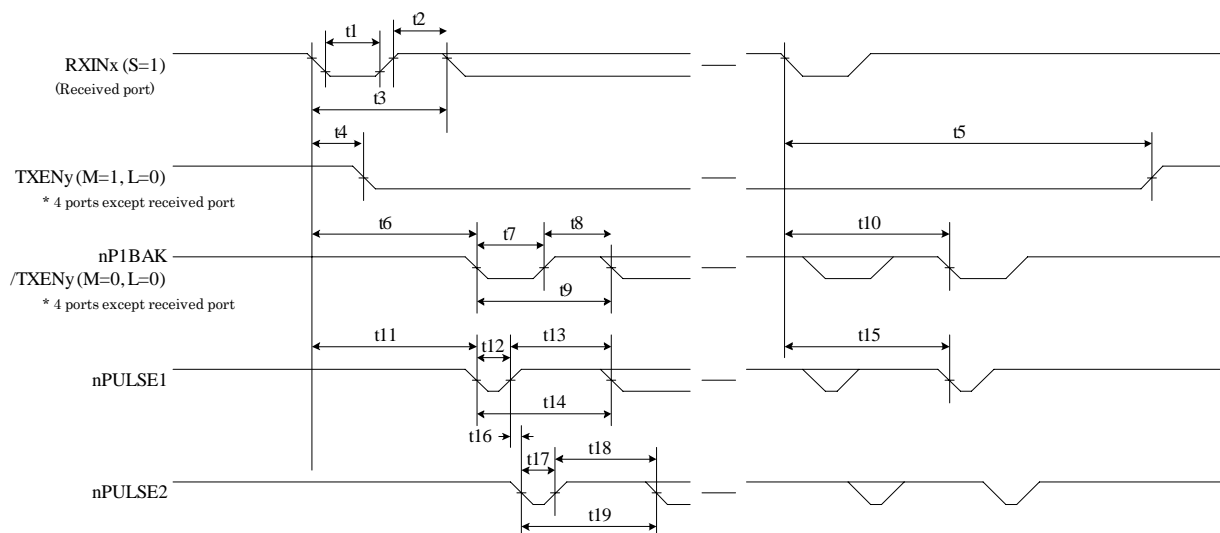 t1
t2
RXINx (S=1)
(Received port)
t3
t4
t5
TXENy (M=1, L=0)
* 4 ports except received port
t6
t7
t8
t10
nP1BAK
/TXENy (M=0, L=0)
* 4 ports except received port
t9
t11
t12
t13
t15
nPULSE1
t14
t16
t17
t18
nPULSE2
t19